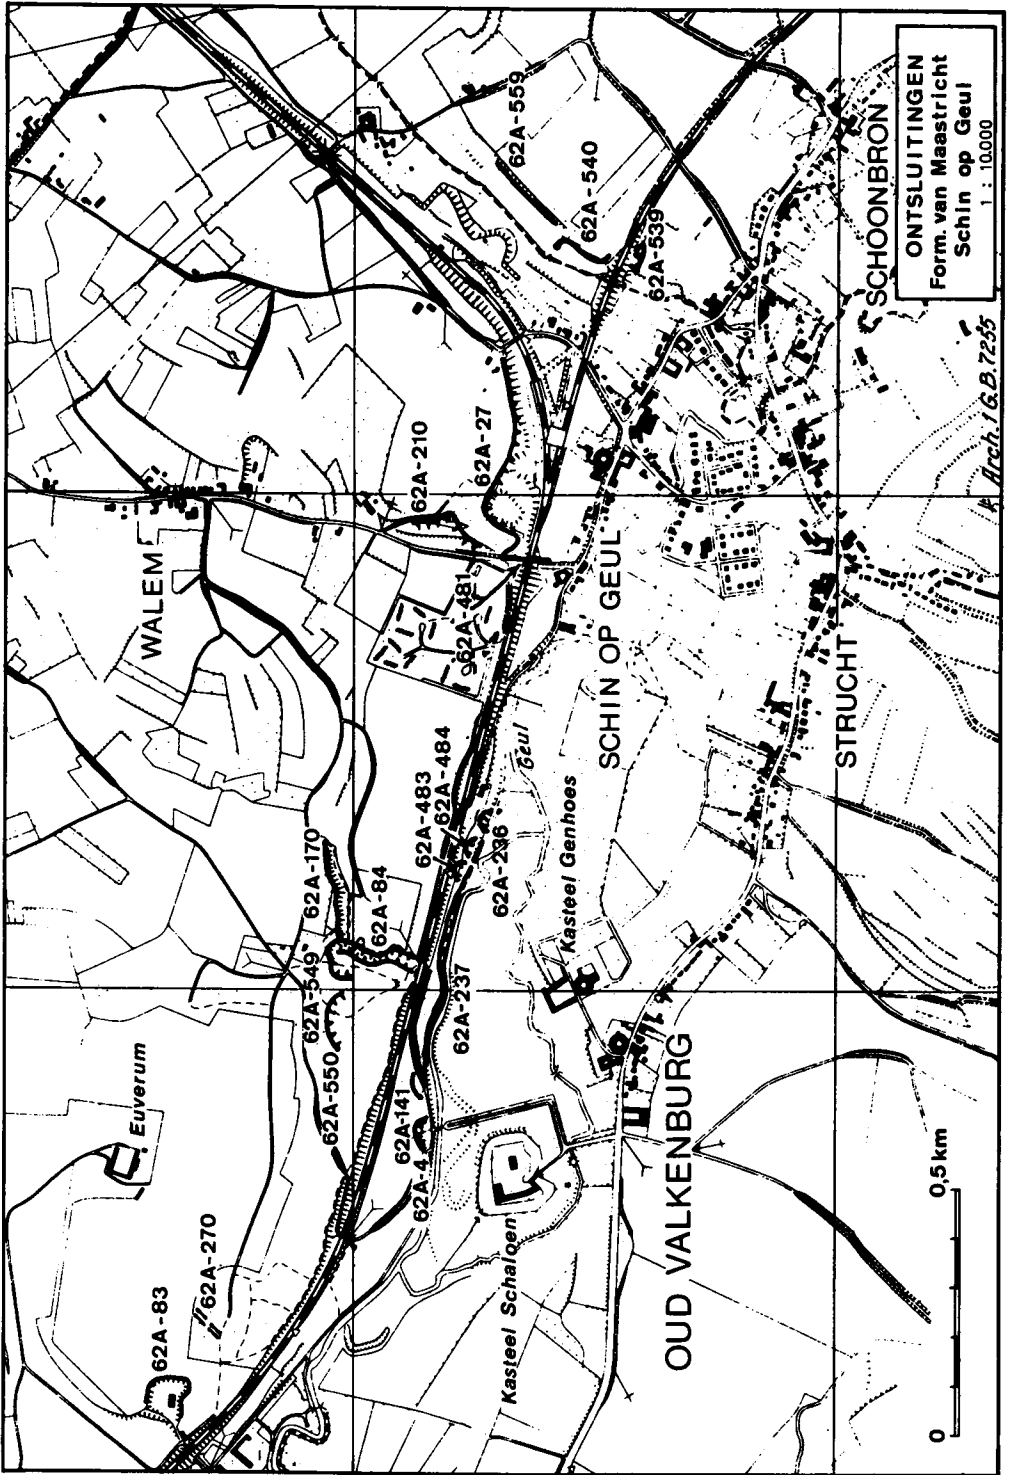 ONTSLUITINGEN
Form. van Maastricht
Schin op Geul
1 : 10.000
SCHOONBRON
Arch. 1 G.B. 7255
62A-559
62A-540
62A-539
62A-27
62A-210
WALEM
62A-481
SCHIN OP GEUL
STRUCHT
Geul
62A-484
62A-483
62A-236
Kasteel Genhoes
62A-170
62A-84
62A-549
62A-550
62A-237
62A-141
62A-4
Euverum
62A-270
62A-83
Kasteel Schaloen
OUD VALKENBURG
0
0,5 km